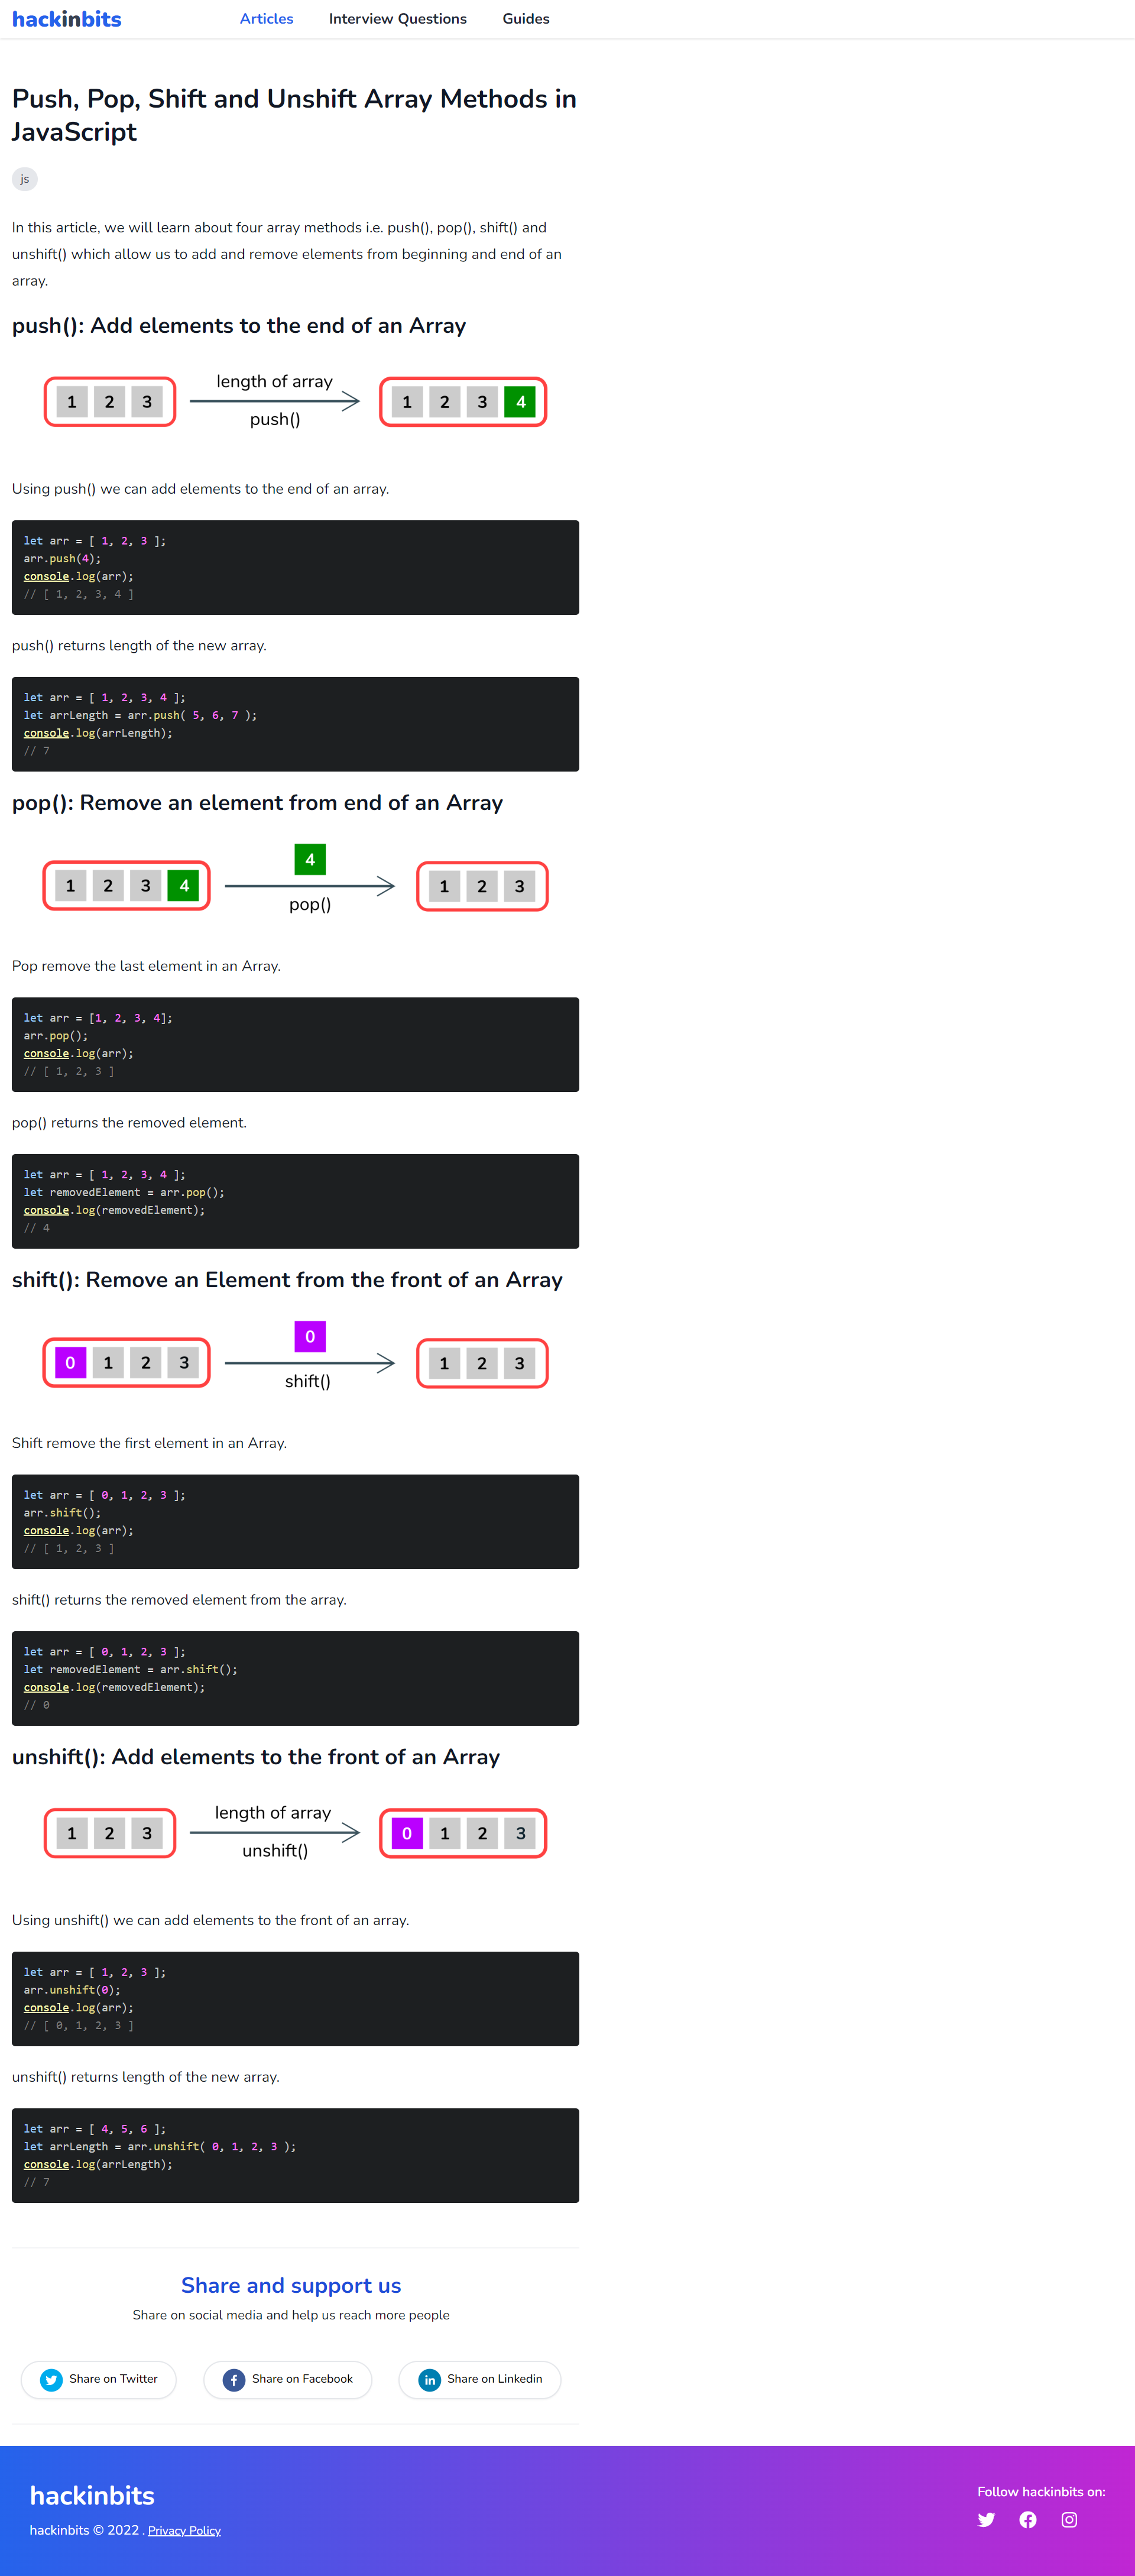 hackinbits
Articles Interview Questions Guides
Push, Pop, Shift and Unshift Array Methods in
JavaScript
js
In this article, we will learn about four array methods i.e. push(), pop(), shift() and
unshift() which allow us to add and remove elements from beginning and end of an
array.
push(): Add elements to the end of an Array
1 2 3
length of array
push()
1 2 3 4
Using push() we can add elements to the end of an array.
let arr = [ 1, 2, 3 ];
arr.push(4);
console.log(arr);
// [ 1, 2, 3, 4 ]
push() returns length of the new array.
let arr = [ 1, 2, 3, 4 ];
let arrLength = arr.push( 5, 6, 7 );
console.log(arrLength);
// 7
pop(): Remove an element from end of an Array
1 2 3 4
4
pop()
1 2 3
Pop remove the last element in an Array.
let arr = [1, 2, 3, 4];
arr.pop();
console.log(arr);
// [ 1, 2, 3 ]
pop() returns the removed element.
let arr = [ 1, 2, 3, 4 ];
let removedElement = arr.pop();
console.log(removedElement);
// 4
shift(): Remove an Element from the front of an Array
0 1 2 3
0
shift()
1 2 3
Shift remove the first element in an Array.
let arr = [ 0, 1, 2, 3 ];
arr.shift();
console.log(arr);
// [ 1, 2, 3 ]
shift() returns the removed element from the array.
let arr = [ 0, 1, 2, 3 ];
let removedElement = arr.shift();
console.log(removedElement);
// 0
unshift(): Add elements to the front of an Array
1 2 3
length of array
unshift()
0 1 2 3
Using unshift() we can add elements to the front of an array.
let arr = [ 1, 2, 3 ];
arr.unshift(0);
console.log(arr);
// [ 0, 1, 2, 3 ]
unshift() returns length of the new array.
let arr = [ 4, 5, 6 ];
let arrLength = arr.unshift( 0, 1, 2, 3 );
console.log(arrLength);
// 7
Share and support us
Share on social media and help us reach more people
Share on Twitter
Share on Facebook
Share on Linkedin
hackinbits
hackinbits © 2022 . Privacy Policy
Follow hackinbits on: